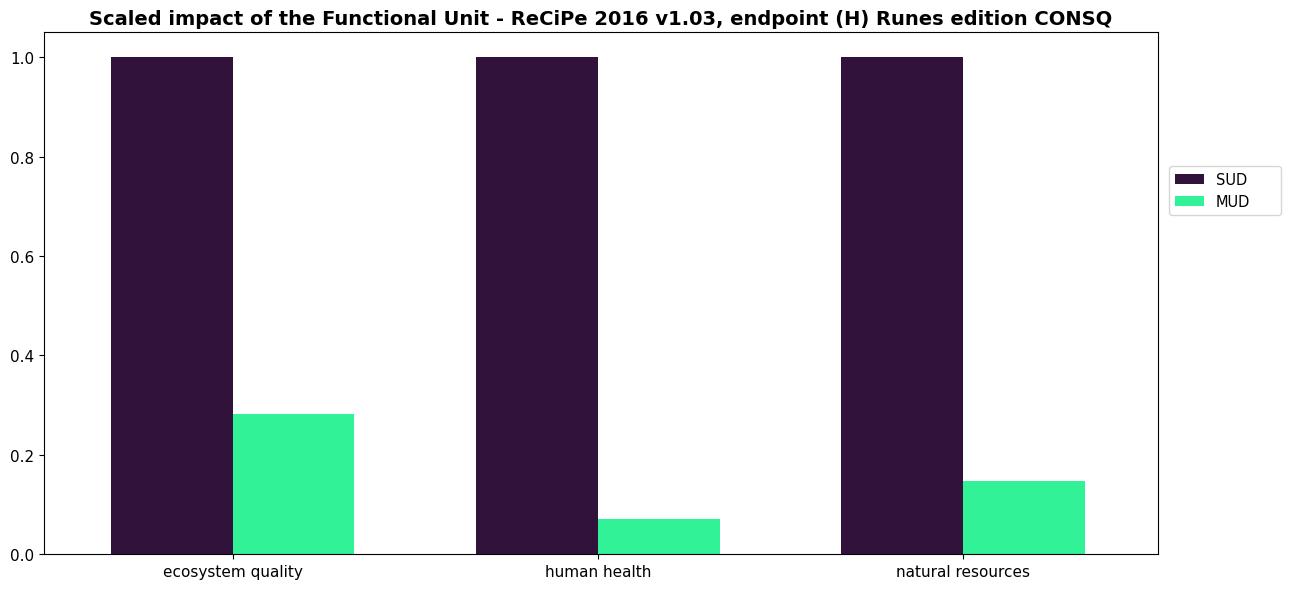 Scaled impact of the Functional Unit - ReCiPe 2016 v1.03, endpoint (H) Runes edition CONSQ
1.0
0.8
0.6
0.4
0.2
0.0
ecosystem quality
human health
natural resources
SUD
MUD